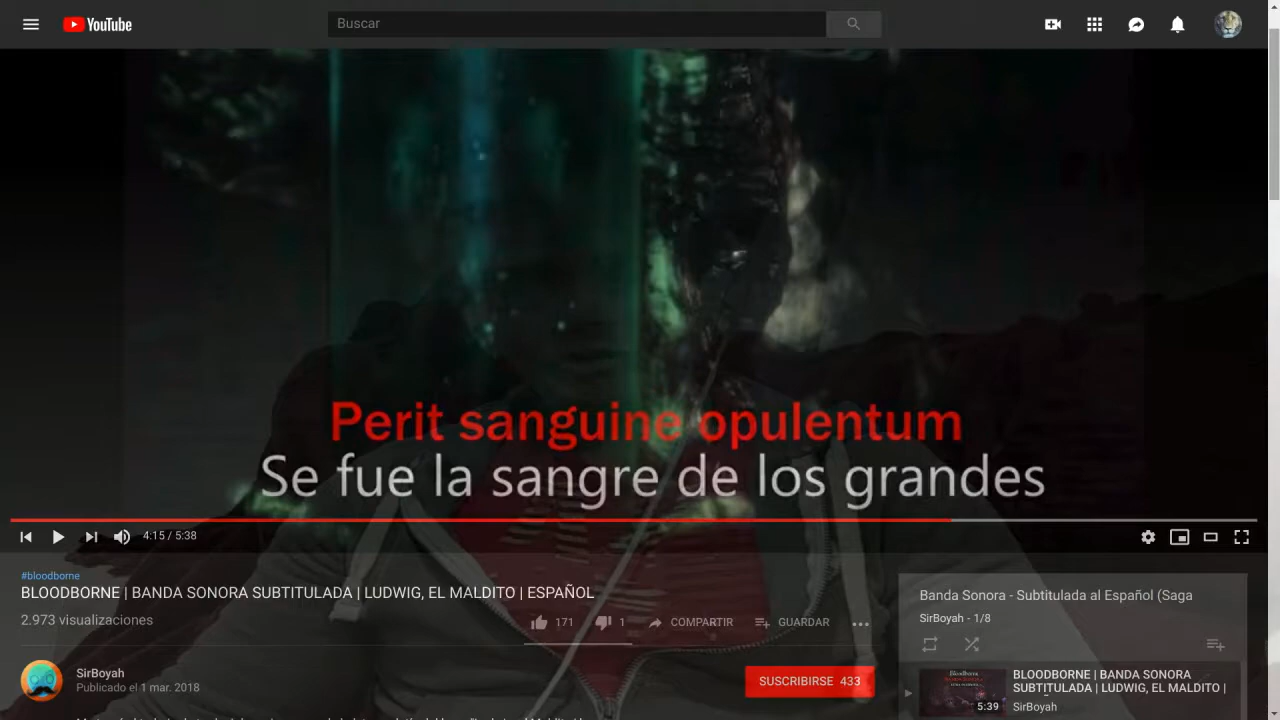 YouTube
Buscar
Perit sanguine opulentum
Se fue la sangre de los grandes
4:15 / 5:38
#bloodborne
BLOODBORNE | BANDA SONORA SUBTITULADA | LUDWIG, EL MALDITO | ESPAÑOL
2.973 visualizaciones
171
1
COMPARTIR
GUARDAR
SirBoyah
Publicado el 1 mar. 2018
SUSCRIBIRSE 433
Banda Sonora - Subtitulada al Español (Saga
SirBoyah - 1/8
BLOODBORNE | BANDA SONORA
SUBTITULADA | LUDWIG, EL MALDITO |
SirBoyah
5:39